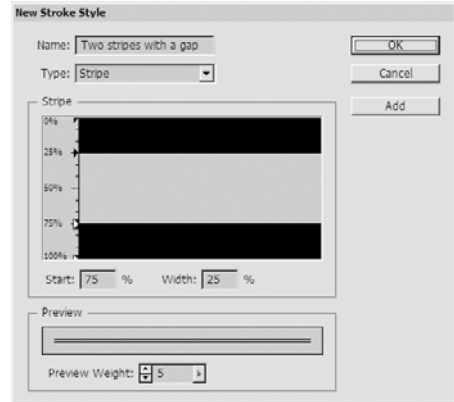 New Stroke Style
Name: Two stripes with a gap
OK
Type: Stripe
Cancel
Add
Stripe
0%
25%
50%
75%
100%
Start: 75 % Width: 25 %
Preview
Preview Weight: 5